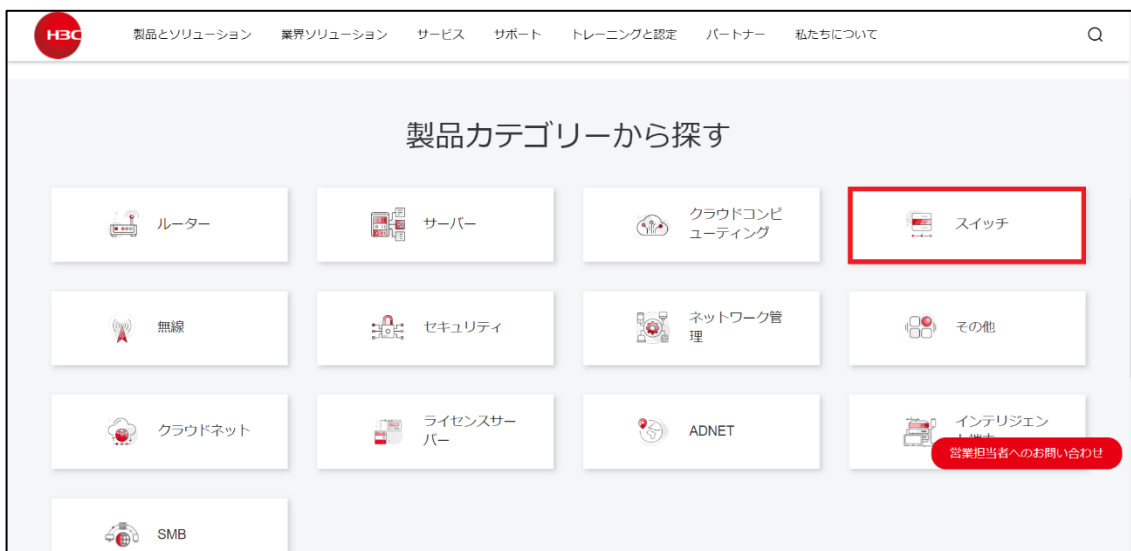 H3C
製品とソリューション 業界ソリューション サービス サポート トレーニングと認定 パートナー 私たちについて
製品カテゴリーから探す
ルーター
サーバー
クラウドコンピ
ューティング
スイッチ
無線
セキュリティ
ネットワーク管
理
その他
クラウドネット
ライセンスサー
バー
ADNET
インテリジェン
営業担当者へのお問い合わせ
SMB